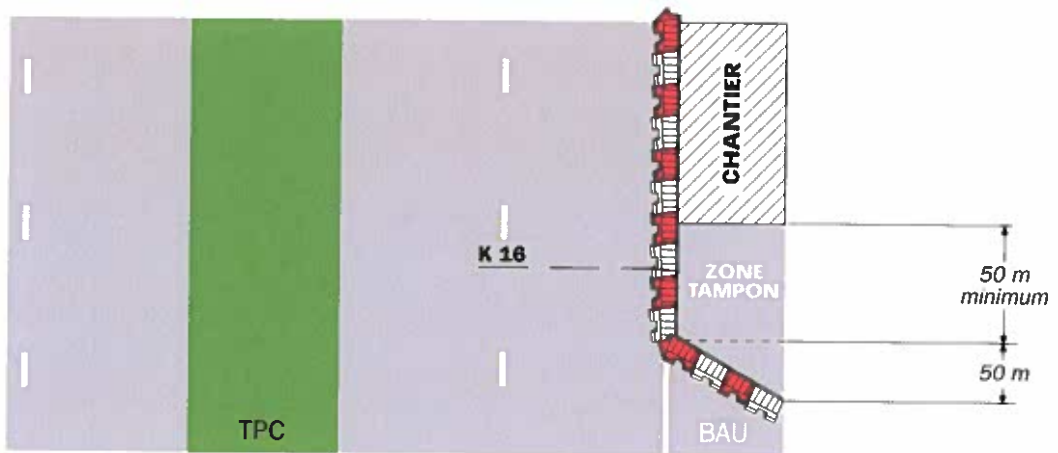 CHANTIER
K 16
ZONE
TAMPON
50 m
minimum
50 m
TPC
BAU